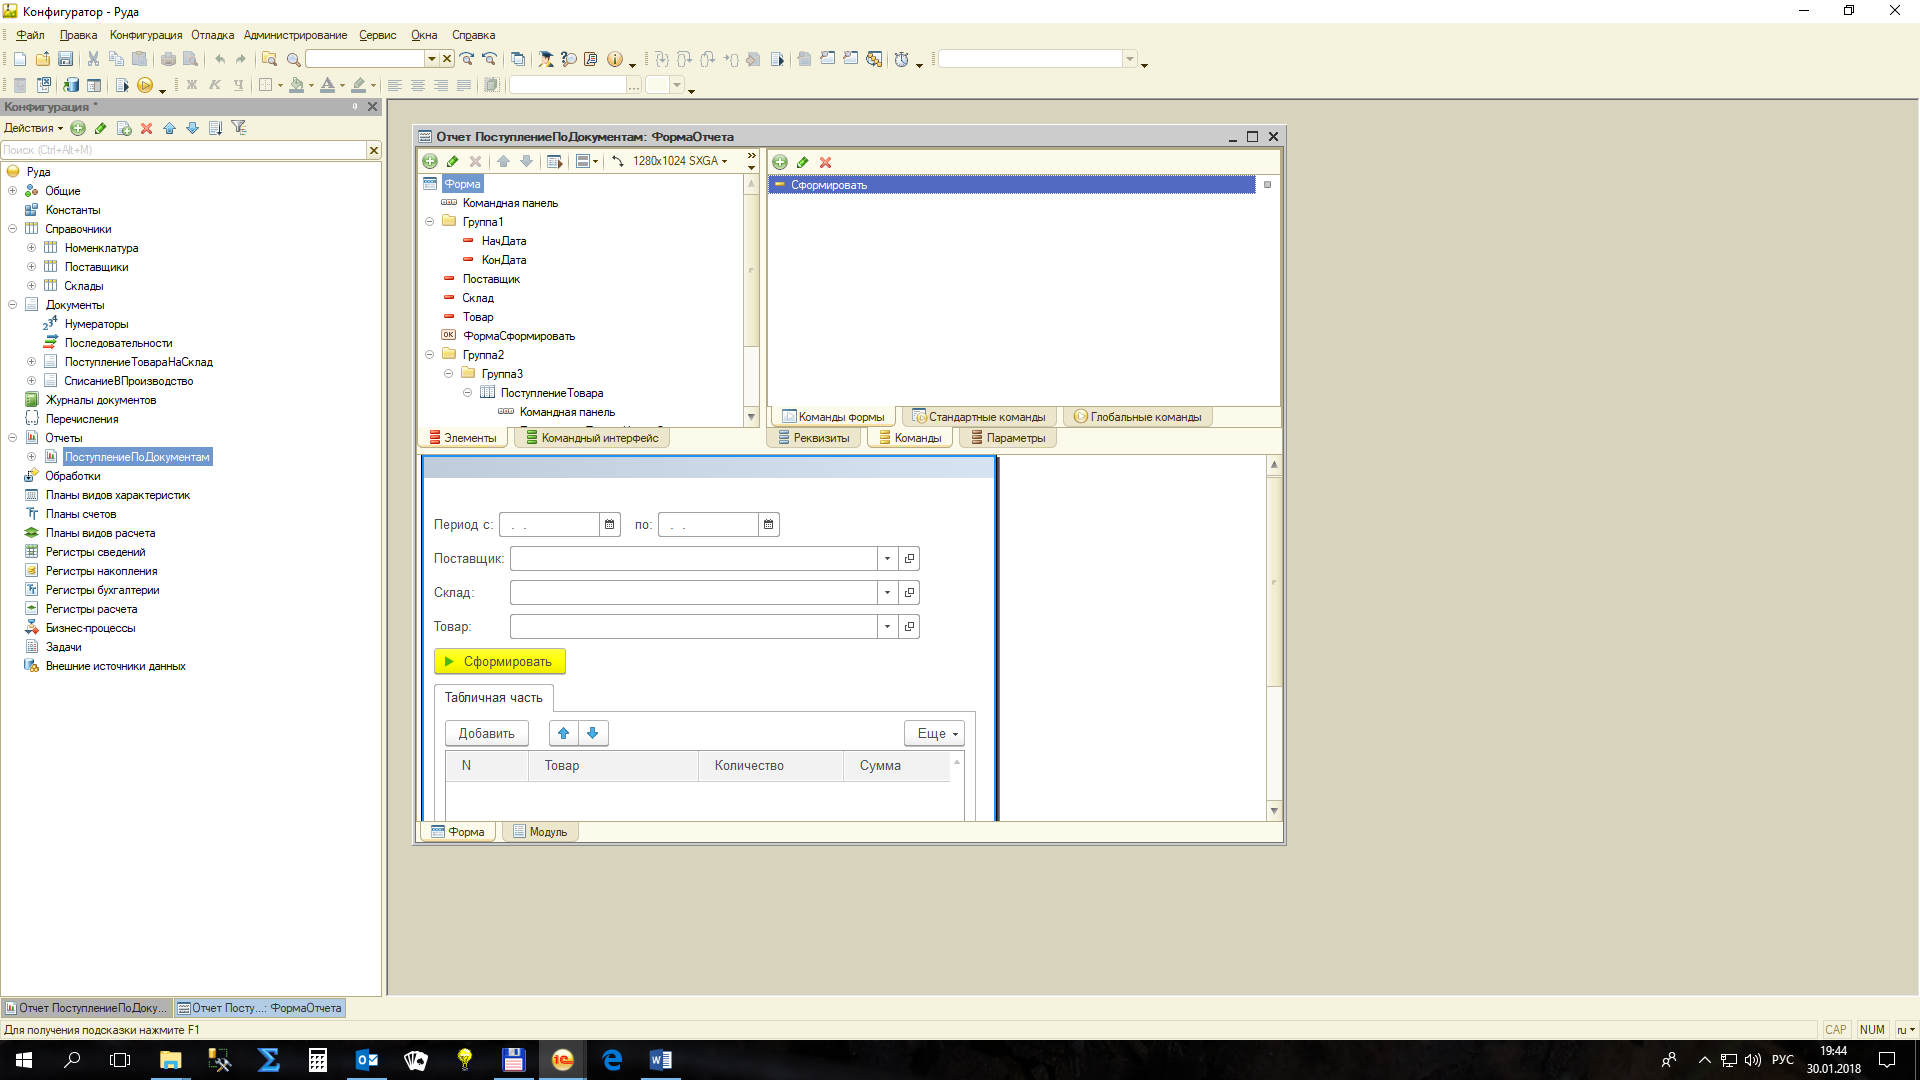 Конфигуратор - Руда
Файл Правка Конфигурация Отладка Администрирование Сервис Окна Справка
Ж К Ч
Конфигурация *
Действия
Поиск (Ctrl+Alt+M)
Руда
Общие
Константы
Справочники
Номенклатура
Поставщики
Склады
Документы
Нумераторы
Последовательности
ПоступлениеТовараНаСклад
СписаниеВПроизводство
Журналы документов
Перечисления
Отчеты
ПоступлениеПоДокументам
Обработки
Планы видов характеристик
Планы счетов
Планы видов расчета
Регистры сведений
Регистры накопления
Регистры бухгалтерии
Регистры расчета
Бизнес-процессы
Задачи
Внешние источники данных
Отчет ПоступлениеПоДокументам: ФормаОтчета
1280x1024 SXGA
Форма
Командная панель
Группа1
НачДата
КонДата
Поставщик
Склад
Товар
OK ФормаСформировать
Группа2
Группа3
ПоступлениеТовара
Командная панель
Элементы Командный интерфейс
Сформировать
Команды формы Стандартные команды Глобальные команды
Реквизиты Команды Параметры
Период с: . . по: . .
Поставщик:
Склад:
Товар:
Сформировать
Табличная часть
Добавить Еще
N Товар Количество Сумма
Форма Модуль
Отчет ПоступлениеПоДоку... Отчет Посту...: ФормаОтчета
Для получения подсказки нажмите F1 CAP NUM ru
РУС 19:44
30.01.2018